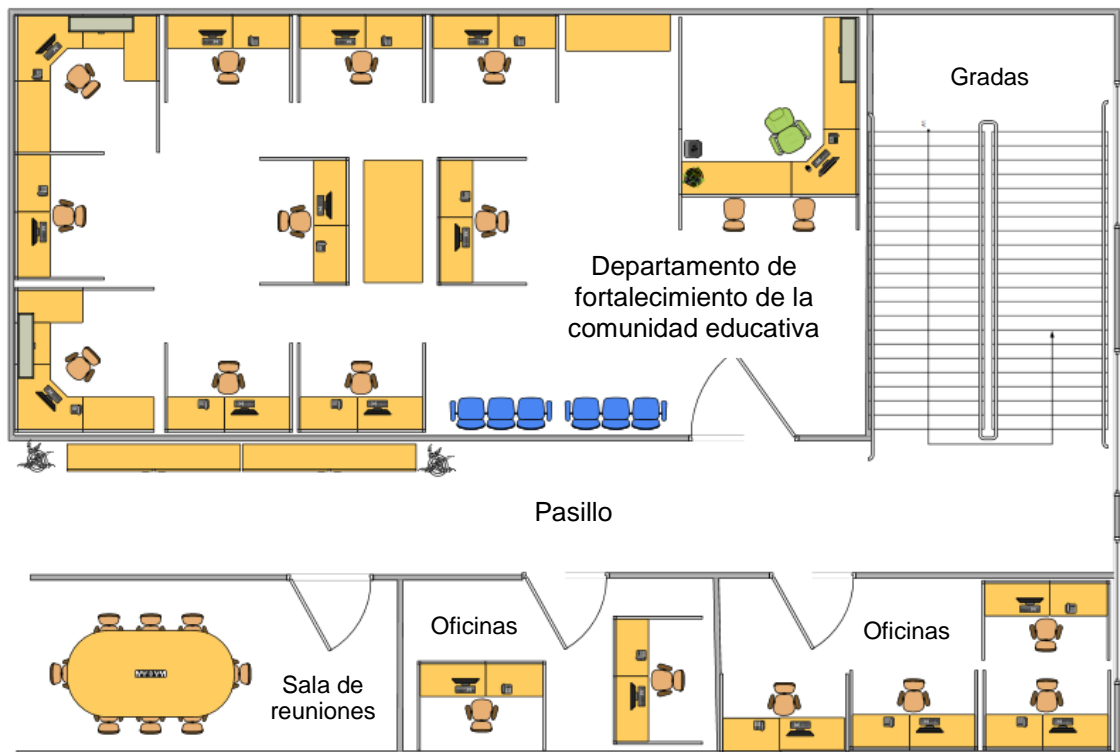 Gradas
Departamento de
fortalecimiento de la
comunidad educativa
Pasillo
Oficinas
Oficinas
Sala de
reuniones